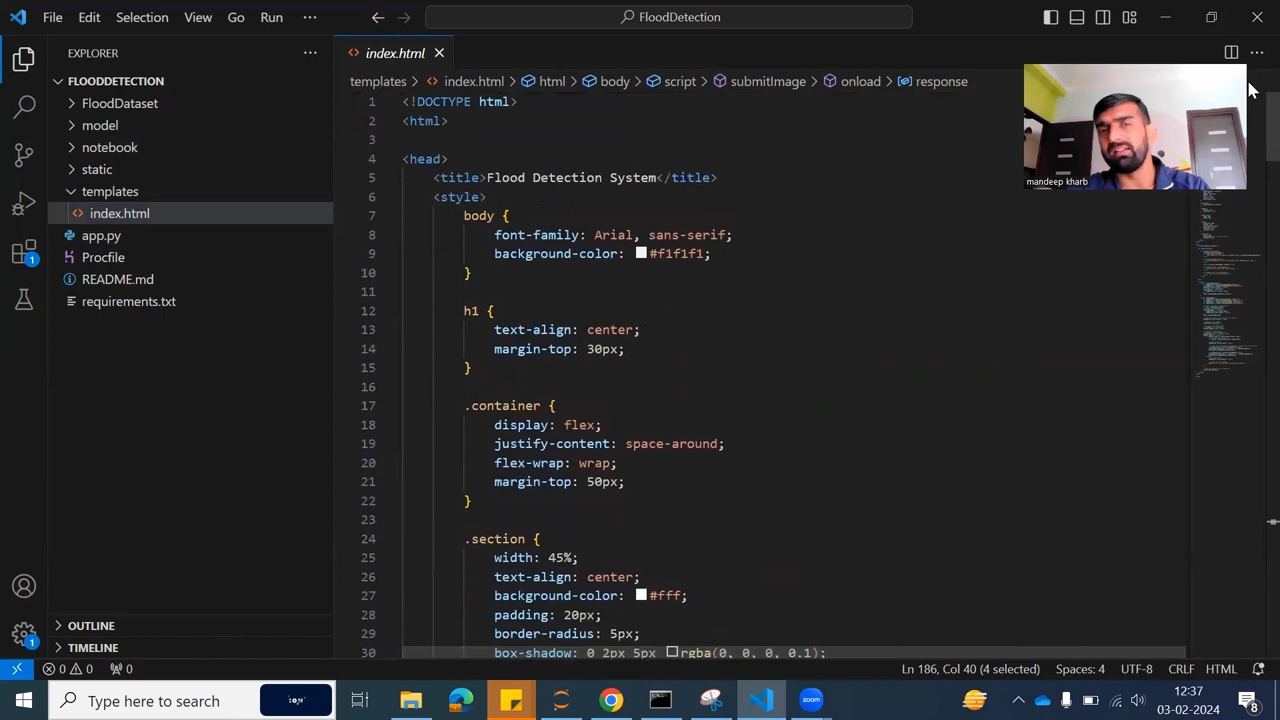 File Edit Selection View Go Run
FloodDetection
EXPLORER
index.html
FLOODDETECTION
templates > index.html > html > body > script > submitImage > onload > response
FloodDataset
model
notebook
static
templates
index.html
app.py
Procfile
README.md
requirements.txt
1 <!DOCTYPE html>
2 <html>
3
4 <head>
5 <title>Flood Detection System</title>
6 <style>
7 body {
8 font-family: Arial, sans-serif;
9 background-color: #f1f1f1;
10 }
11
12 h1 {
13 text-align: center;
14 margin-top: 30px;
15 }
16
17 .container {
18 display: flex;
19 justify-content: space-around;
20 flex-wrap: wrap;
21 margin-top: 50px;
22 }
23
24 .section {
25 width: 45%;
26 text-align: center;
27 background-color: #fff;
28 padding: 20px;
29 border-radius: 5px;
30 box-shadow: 0 2px 5px rgba(0, 0, 0, 0.1);
mandeep kharb
1
1
OUTLINE
TIMELINE
0 0 0
Ln 186, Col 40 (4 selected) Spaces: 4 UTF-8 CRLF HTML
Type here to search
12:37
03-02-2024
1